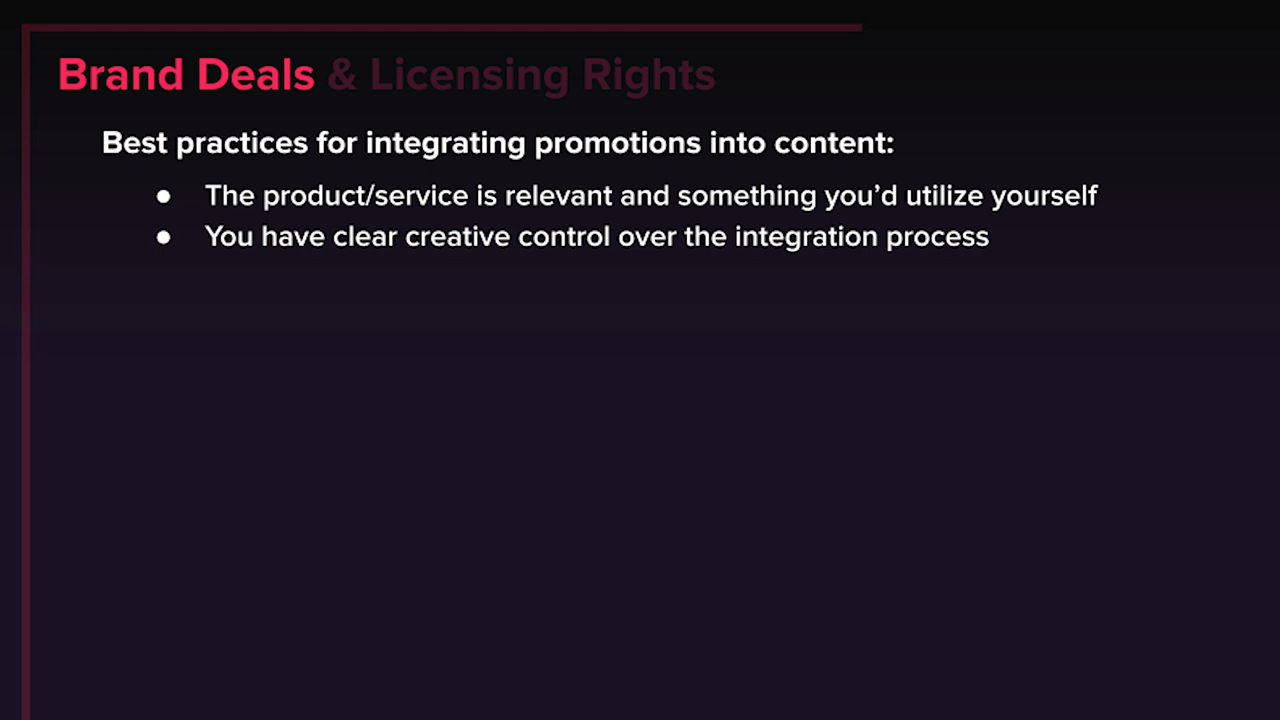 Brand Deals & Licensing Rights
Best practices for integrating promotions into content:
● The product/service is relevant and something you’d utilize yourself
● You have clear creative control over the integration process